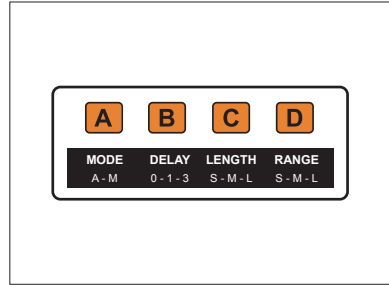 A B C D
MODE DELAY LENGTH RANGE
A - M 0 - 1 - 3 S - M - L S - M - L